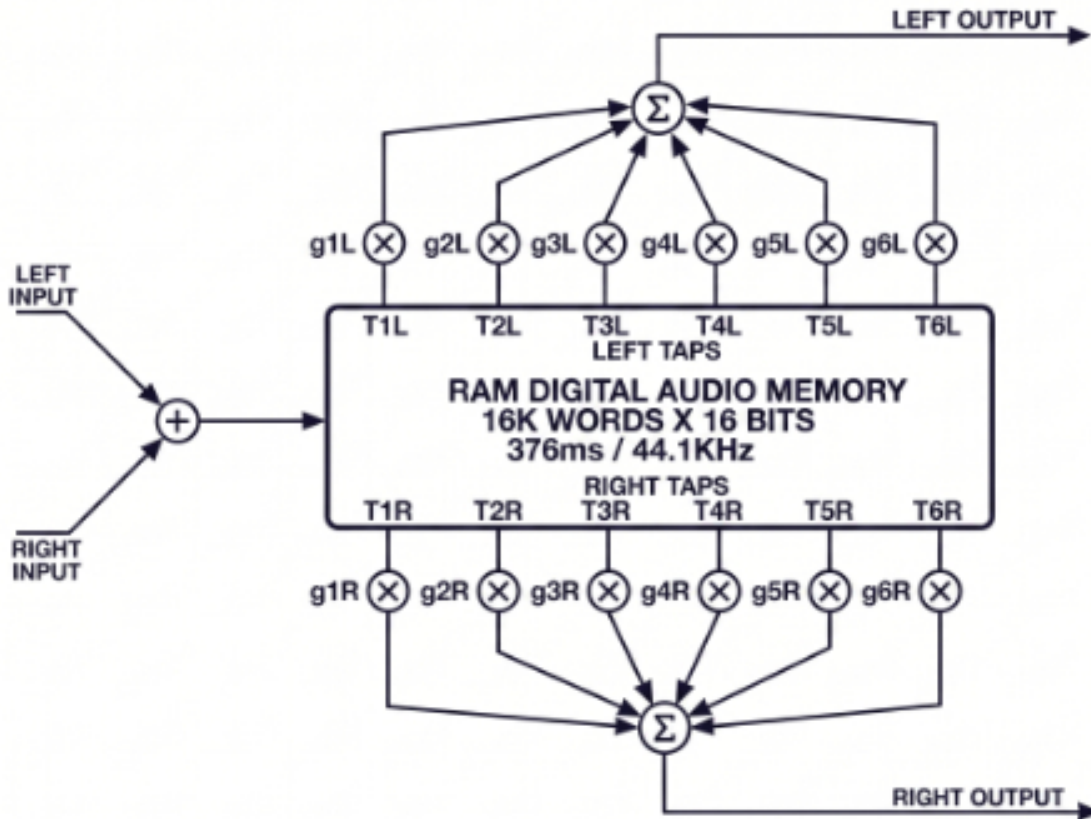 LEFT OUTPUT
Σ
g1L
g2L
g3L
g4L
g5L
g6L
LEFT
INPUT
T1L T2L T3L T4L T5L T6L
LEFT TAPS
RAM DIGITAL AUDIO MEMORY
16K WORDS X 16 BITS
376ms / 44.1KHz
+
RIGHT TAPS
T1R T2R T3R T4R T5R T6R
RIGHT
INPUT
g1R
g2R
g3R
g4R
g5R
g6R
Σ
RIGHT OUTPUT